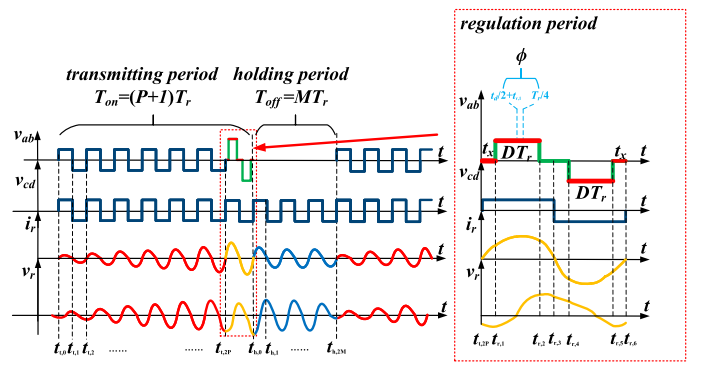 regulation period
ϕ
transmitting period
holding period
T_on=(P+1)T_r
T_off=MT_r
t_d/2+t_r,1
T_r/4
v_ab
t
v_cd
t
i_r
t
v_r
t
t_t,0
t_t,1
t_t,2
......
......
t_t,2P
t_h,0
t_h,1
......
t_h,2M
v_ab
t_x
DT_r
t_x
t
v_cd
DT_r
t
i_r
t
v_r
t
t_t,2P
t_r,1
t_r,2
t_r,3
t_r,4
t_r,5
t_r,6